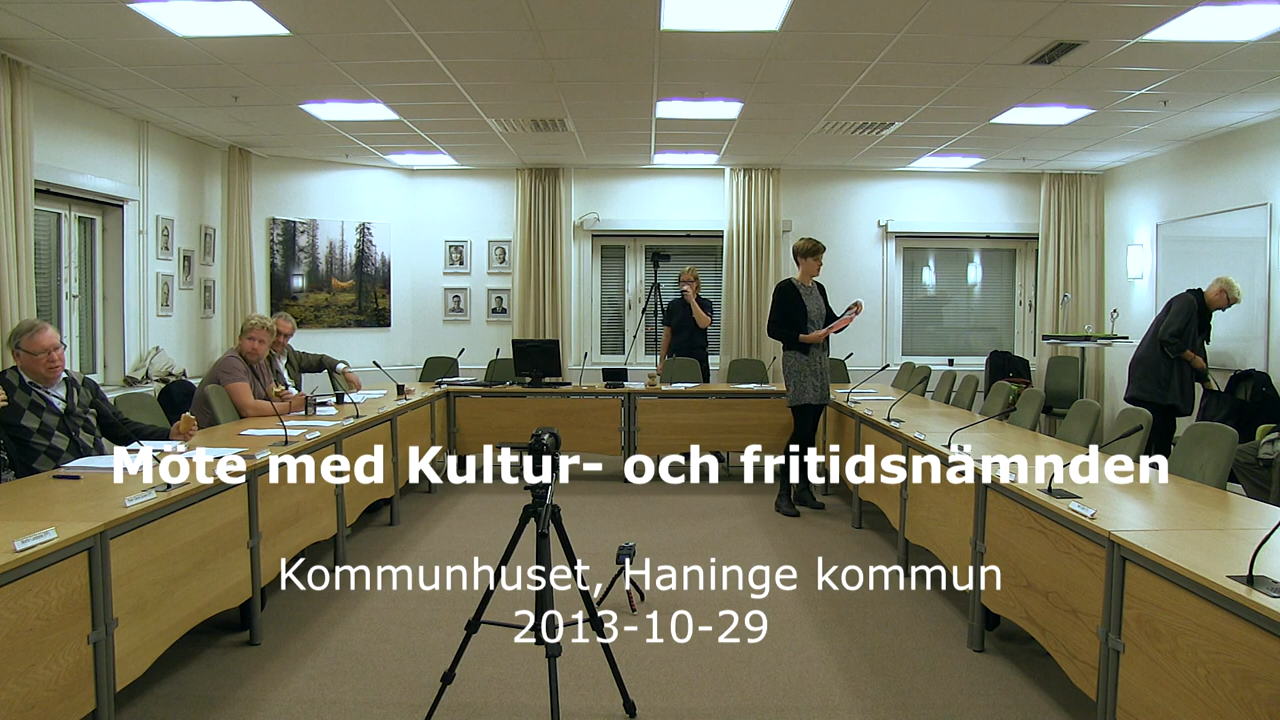 Möte med Kultur- och fritidsnämnden
Kommunhuset, Haninge kommun
2013-10-29